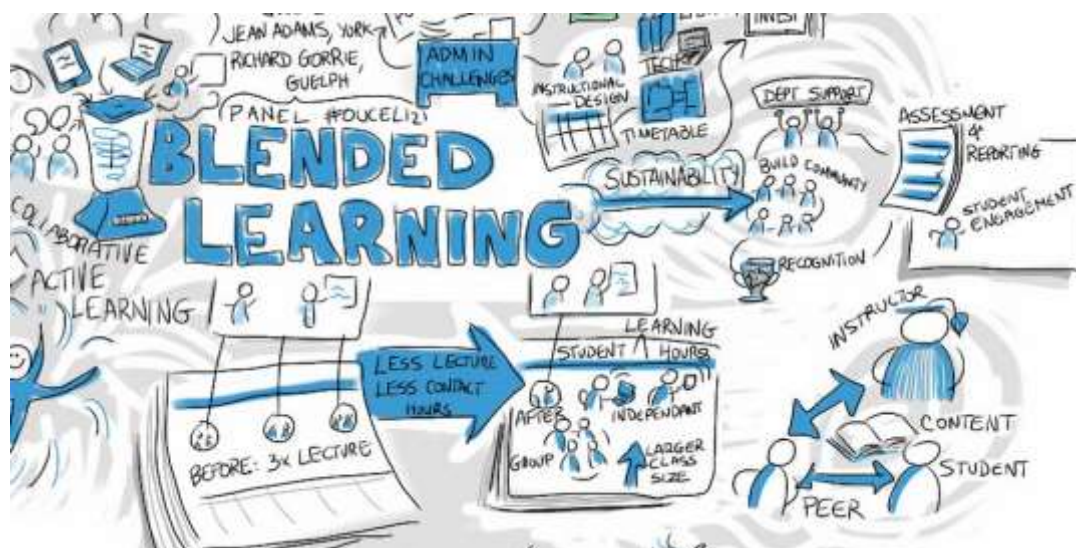 JEAN ADAMS, YORK
RICHARD GORRIE,
GUELPH
PANEL #OUCEL121
BLENDED
LEARNING
ADMIN
CHALLENGES
INSTRUCTIONAL
DESIGN
TECH
TIMETABLE
INVEST
SUSTAINABILITY
DEPT SUPPORT
BUILD COMMUNITY
RECOGNITION
ASSESSMENT
&
REPORTING
STUDENT
ENGAGEMENT
COLLABORATIVE
ACTIVE
LEARNING
BEFORE: 3x LECTURE
LESS LECTURE
LESS CONTACT
HOURS
LEARNING
STUDENT HOURS
AFTER
INDEPENDANT
GROUP
LARGER
CLASS
SIZE
INSTRUCTOR
CONTENT
STUDENT
PEER